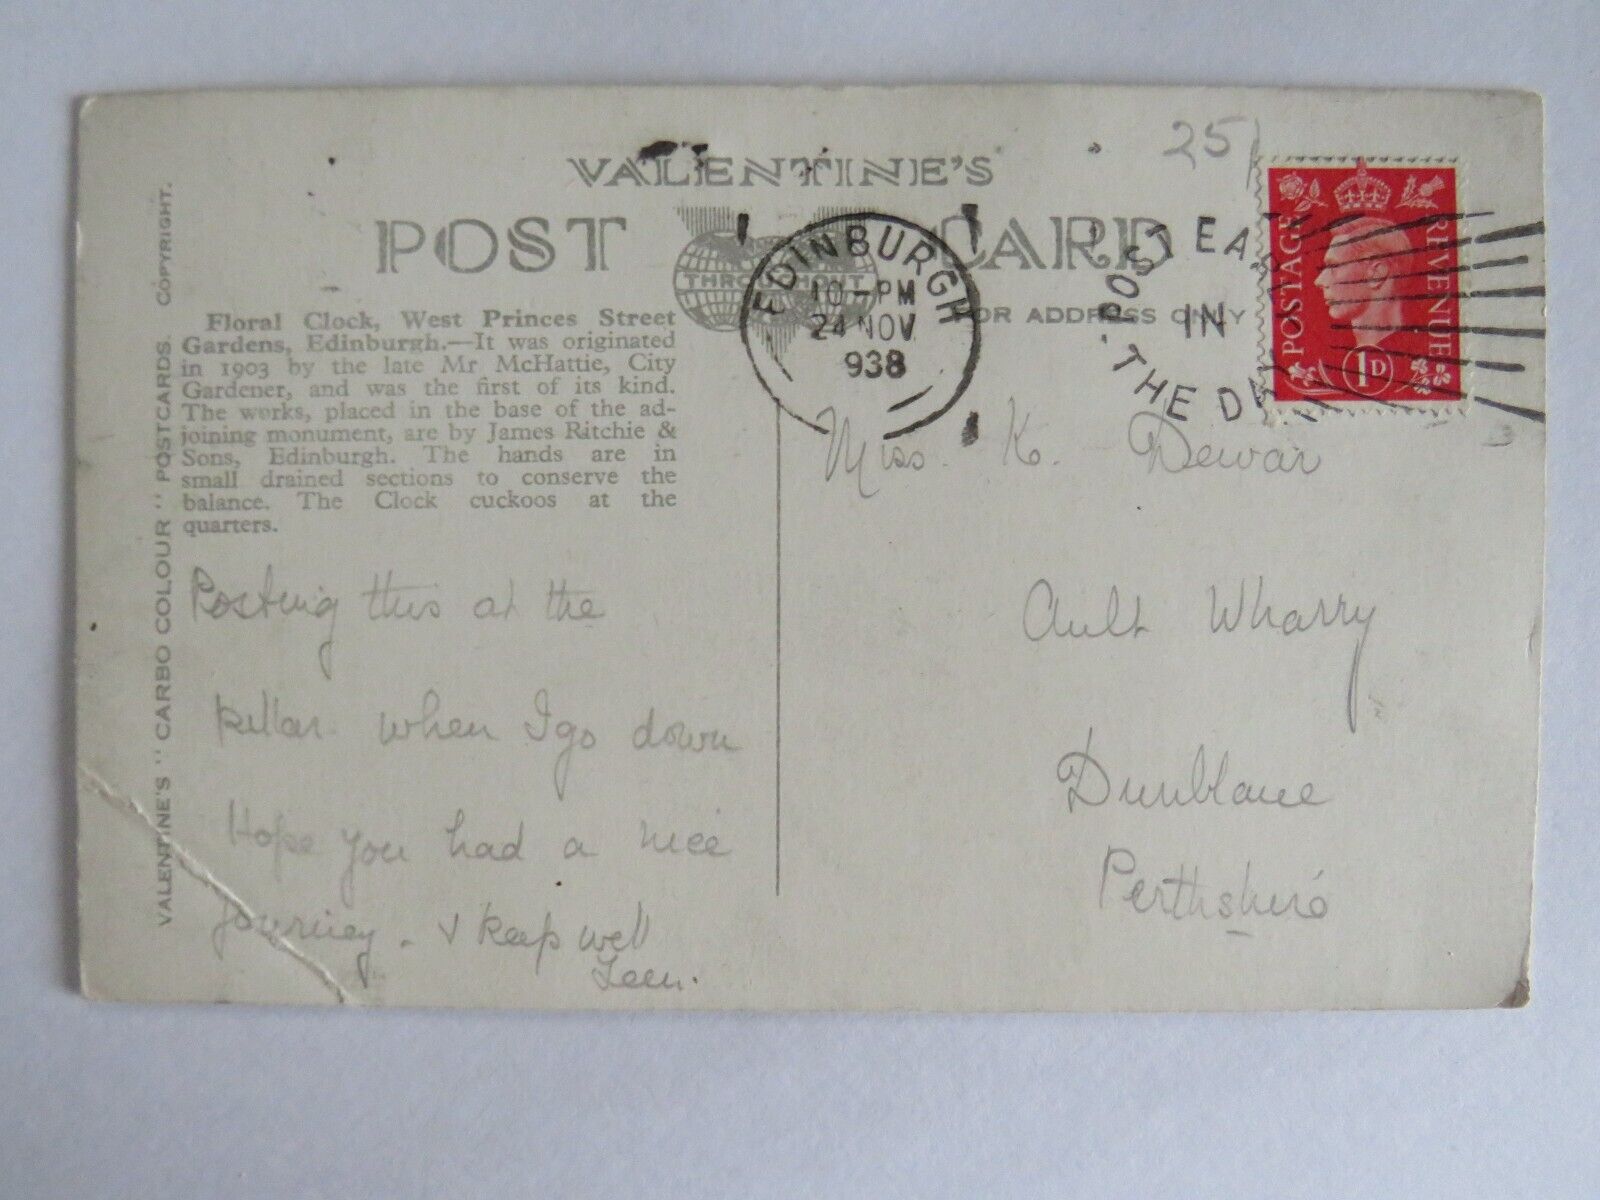 25/
VALENTINE'S
POST CARD
THROUGHOUT
FOR ADDRESS ONLY
EDINBURGH
10 - PM
24 NOV
938
POST EA
IN
THE D
POSTAGE
REVENUE
1D
Floral Clock, West Princes Street
Gardens, Edinburgh.—It was originated
in 1903 by the late Mr McHattie, City
Gardener, and was the first of its kind.
The works, placed in the base of the ad-
joining monument, are by James Ritchie &
Sons, Edinburgh. The hands are in
small drained sections to conserve the
balance. The Clock cuckoos at the
quarters.
VALENTINE'S "CARBO COLOUR" POSTCARDS. COPYRIGHT.
Posting this at the
pillar when I go down
Hope you had a nice
journey. & keep well
Miss. K. Dewar
Ault Wharry
Dunblane
Perthshire